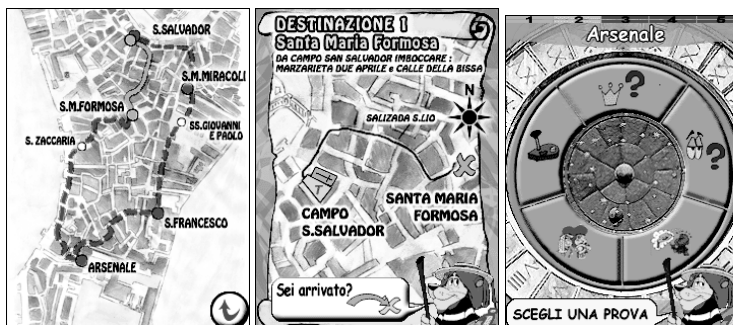 S.SALVADOR
S.M.MIRACOLI
S.M.FORMOSA
SS.GIOVANNI
E PAOLO
S. ZACCARIA
S.FRANCESCO
ARSENALE
DESTINAZIONE 1
Santa Maria Formosa
DA CAMPO SAN SALVADOR IMBOCCARE:
MARZARIETA DUE APRILE e CALLE DELLA BISSA
N
SALIZADA S.LIO
T
CAMPO
S.SALVADOR
SANTA MARIA
FORMOSA
Sei arrivato?
1 2 3 4 5
Arsenale
?
?
SCEGLI UNA PROVA